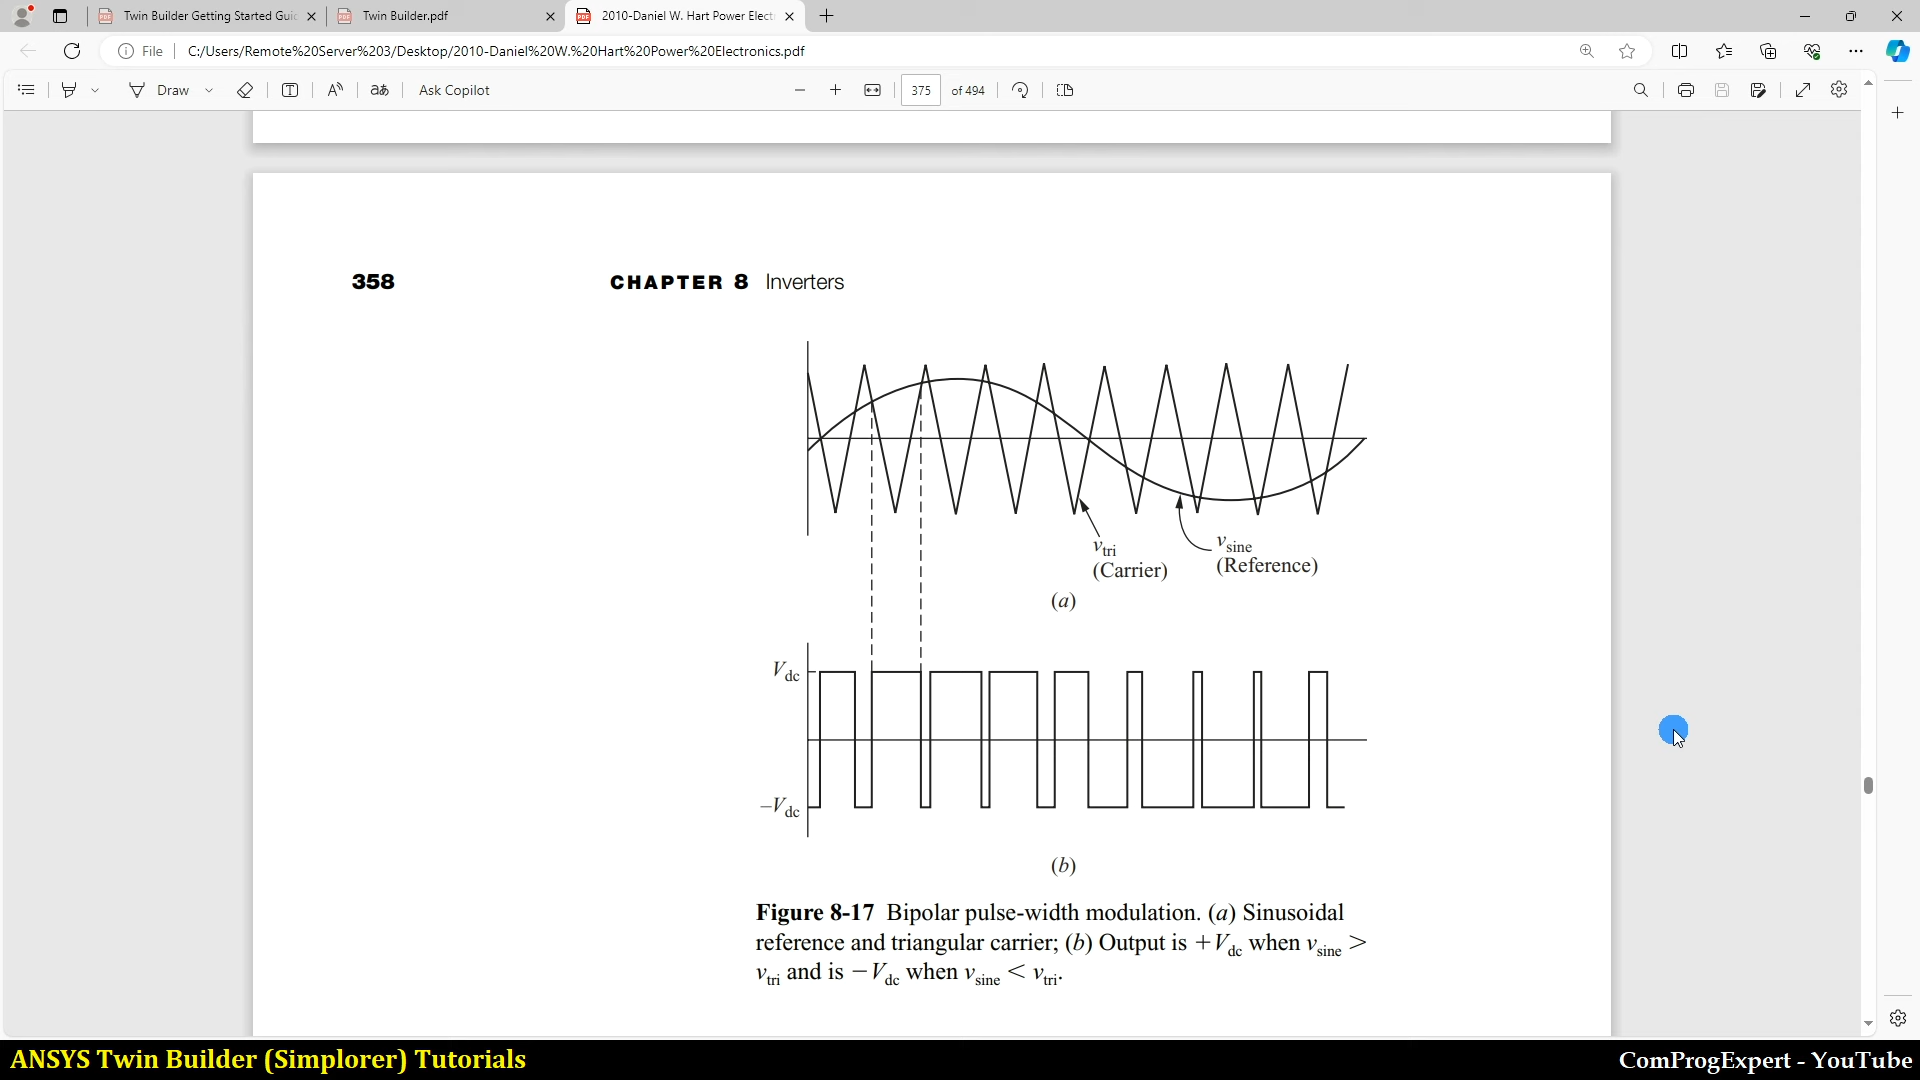 Twin Builder Getting Started Gui
Twin Builder.pdf
2010-Daniel W. Hart Power Elect
File
C:/Users/Remote%20Server%203/Desktop/2010-Daniel%20W.%20Hart%20Power%20Electronics.pdf
Draw
Ask Copilot
375 of 494
358
CHAPTER 8 Inverters
vtri
(Carrier)
vsine
(Reference)
(a)
Vdc
−Vdc
(b)
Figure 8-17 Bipolar pulse-width modulation. (a) Sinusoidal
reference and triangular carrier; (b) Output is +Vdc when vsine >
vtri and is −Vdc when vsine < vtri.
ANSYS Twin Builder (Simplorer) Tutorials
ComProgExpert - YouTube